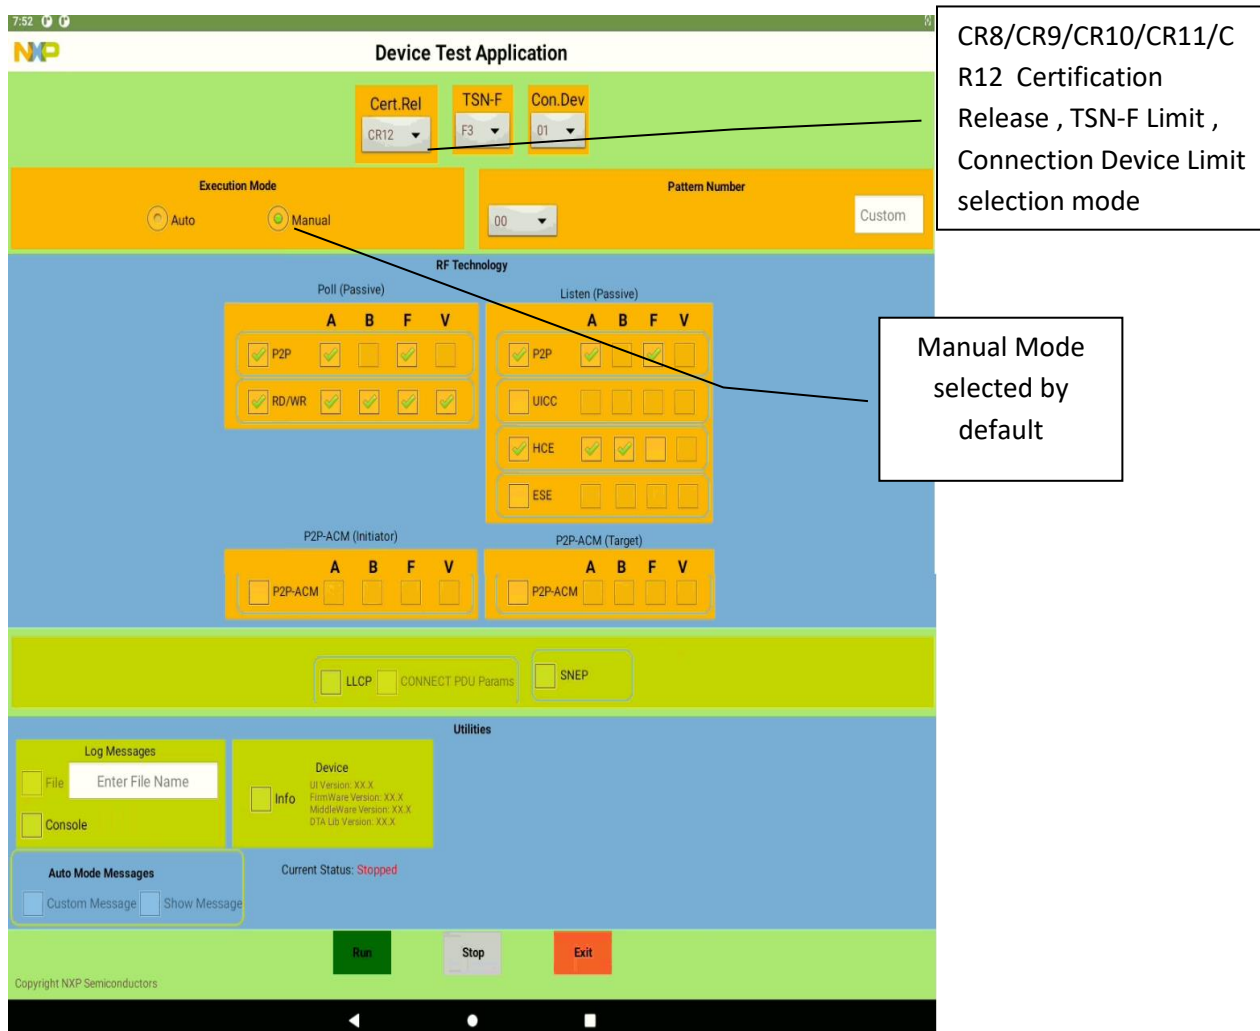 7:52
NXP
Device Test Application
Cert.Rel TSN-F Con.Dev
CR12 F3 01
CR8/CR9/CR10/CR11/C
R12 Certification
Release , TSN-F Limit ,
Connection Device Limit
selection mode
Execution Mode
Auto Manual
Pattern Number
00 Custom
RF Technology
Poll (Passive)
A B F V
P2P
RD/WR
Listen (Passive)
A B F V
P2P
UICC
HCE
ESE
Manual Mode
selected by
default
P2P-ACM (Initiator)
A B F V
P2P-ACM
P2P-ACM (Target)
A B F V
P2P-ACM
LLCP CONNECT PDU Params SNEP
Utilities
Log Messages
File Enter File Name
Console
Device
Info
UI Version: XX.X
FirmWare Version: XX.X
MiddleWare Version: XX.X
DTA Lib Version: XX.X
Auto Mode Messages
Custom Message Show Message
Current Status: Stopped
Run Stop Exit
Copyright NXP Semiconductors